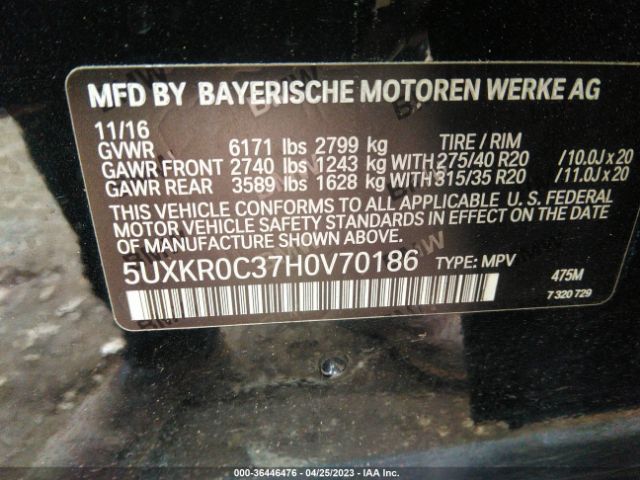 MFD BY BAYERISCHE MOTOREN WERKE AG
11/16
GVWR 6171 lbs 2799 kg TIRE / RIM
GAWR FRONT 2740 lbs 1243 kg WITH 275/40 R20 /10.0J x 20
GAWR REAR 3589 lbs 1628 kg WITH 315/35 R20 /11.0J x 20
THIS VEHICLE CONFORMS TO ALL APPLICABLE U. S. FEDERAL
MOTOR VEHICLE SAFETY STANDARDS IN EFFECT ON THE DATE
OF MANUFACTURE SHOWN ABOVE.
5UXKR0C37H0V70186 TYPE: MPV 475M
7 320 729
000-36446476 - 04/25/2023 - IAAI.COM